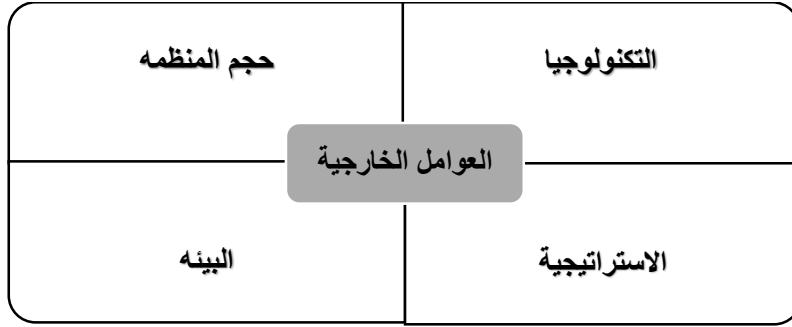 التكنولوجيا
حجم المنظمه
العوامل الخارجية
الاستراتيجية
البيئه